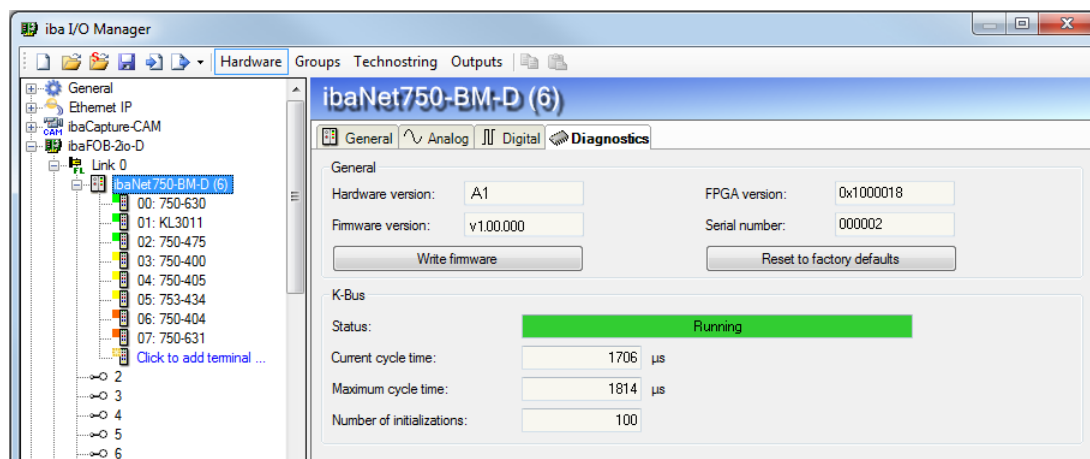 iba I/O Manager
Hardware Groups Technostring Outputs
General
Ethernet IP
CAM ibaCapture-CAM
ibaFOB-2io-D
FL Link 0
ibaNet750-BM-D (6)
00: 750-630
01: KL3011
02: 750-475
03: 750-400
04: 750-405
05: 753-434
06: 750-404
07: 750-631
Click to add terminal ...
2
3
4
5
6
ibaNet750-BM-D (6)
General Analog Digital Diagnostics
General
Hardware version: A1 FPGA version: 0x1000018
Firmware version: v1.00.000 Serial number: 000002
Write firmware Reset to factory defaults
K-Bus
Status: Running
Current cycle time: 1706 µs
Maximum cycle time: 1814 µs
Number of initializations: 100